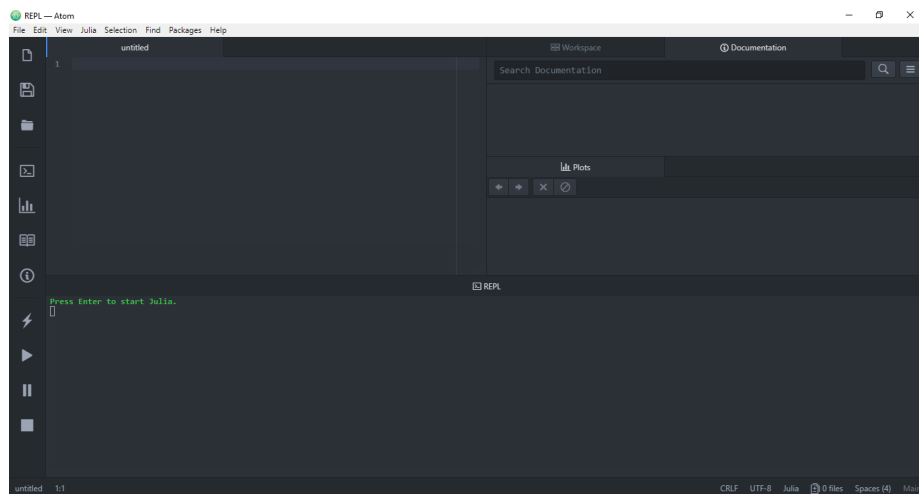 REPL — Atom
File Edit View Julia Selection Find Packages Help
untitled
Workspace
Documentation
1
Search Documentation
Plots
REPL
Press Enter to start Julia.
untitled 1:1
CRLF UTF-8 Julia 0 files Spaces (4) Main